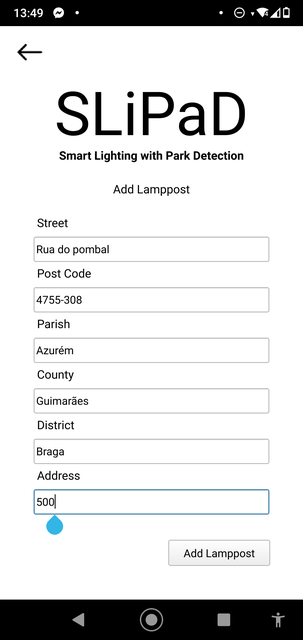 13:49
SLiPaD
Smart Lighting with Park Detection
Add Lamppost
Street
Rua do pombal
Post Code
4755-308
Parish
Azurém
County
Guimarães
District
Braga
Address
500
Add Lamppost